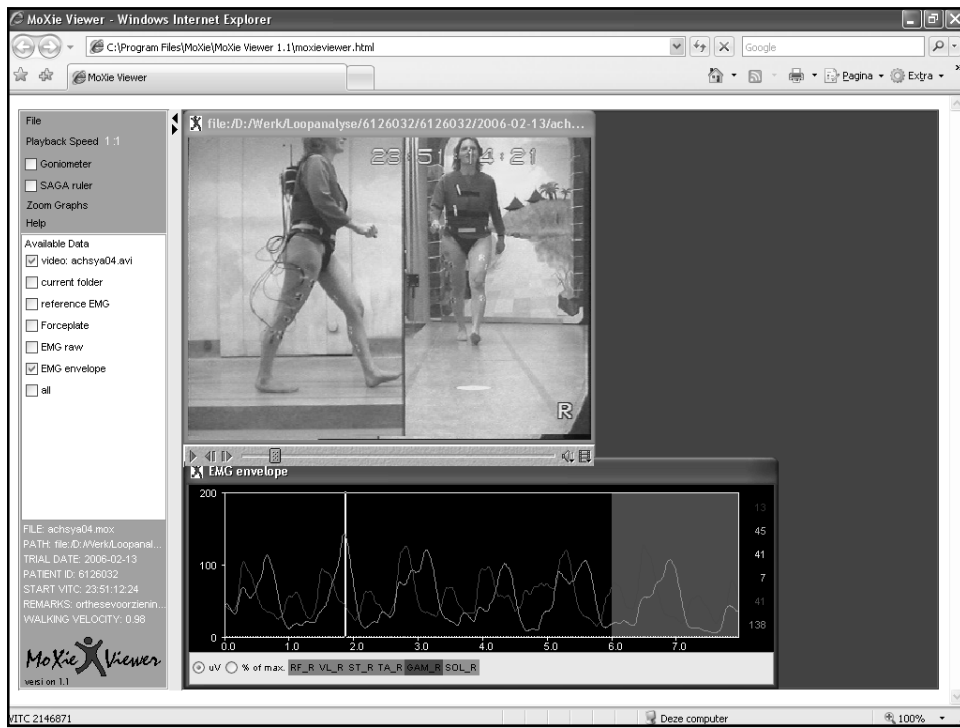 MoXie Viewer - Windows Internet Explorer
C:\Program Files\MoXie\MoXie Viewer 1.1\moxieviewer.html
Google
MoXie Viewer
Pagina
Extra
»
File
Playback Speed 1 :1
Goniometer
SAGA ruler
Zoom Graphs
Help
Available Data
video: achsya04.avi
current folder
reference EMG
Forceplate
EMG raw
EMG envelope
all
FILE: achsya04.mox
PATH: file:/D:/Werk/Loopanal...
TRIAL DATE: 2006-02-13
PATIENT ID: 6126032
START VITC: 23:51:12:24
REMARKS: orthesevoorzienin...
WALKING VELOCITY: 0.98
MoXie Viewer
versi on 1.1
file:/D:/Werk/Loopanalyse/6126032/6126032/2006-02-13/ach...
23:51:14:21
R
R
EMG envelope
200
100
0
0.0 1.0 2.0 3.0 4.0 5.0 6.0 7.0
13
45
41
7
41
138
uV % of max. RF_R VL_R ST_R TA_R GAM_R SOL_R
VITC 2146871
Deze computer
100%